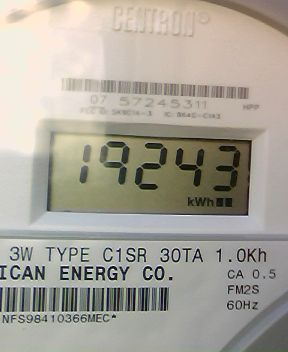 CENTRON®
07 57245311 HPP
19243
kWh
3W TYPE C1SR 30TA 1.0Kh
ICAN ENERGY CO. CA 0.5
FM2S
60Hz
NFS98410366MEC*